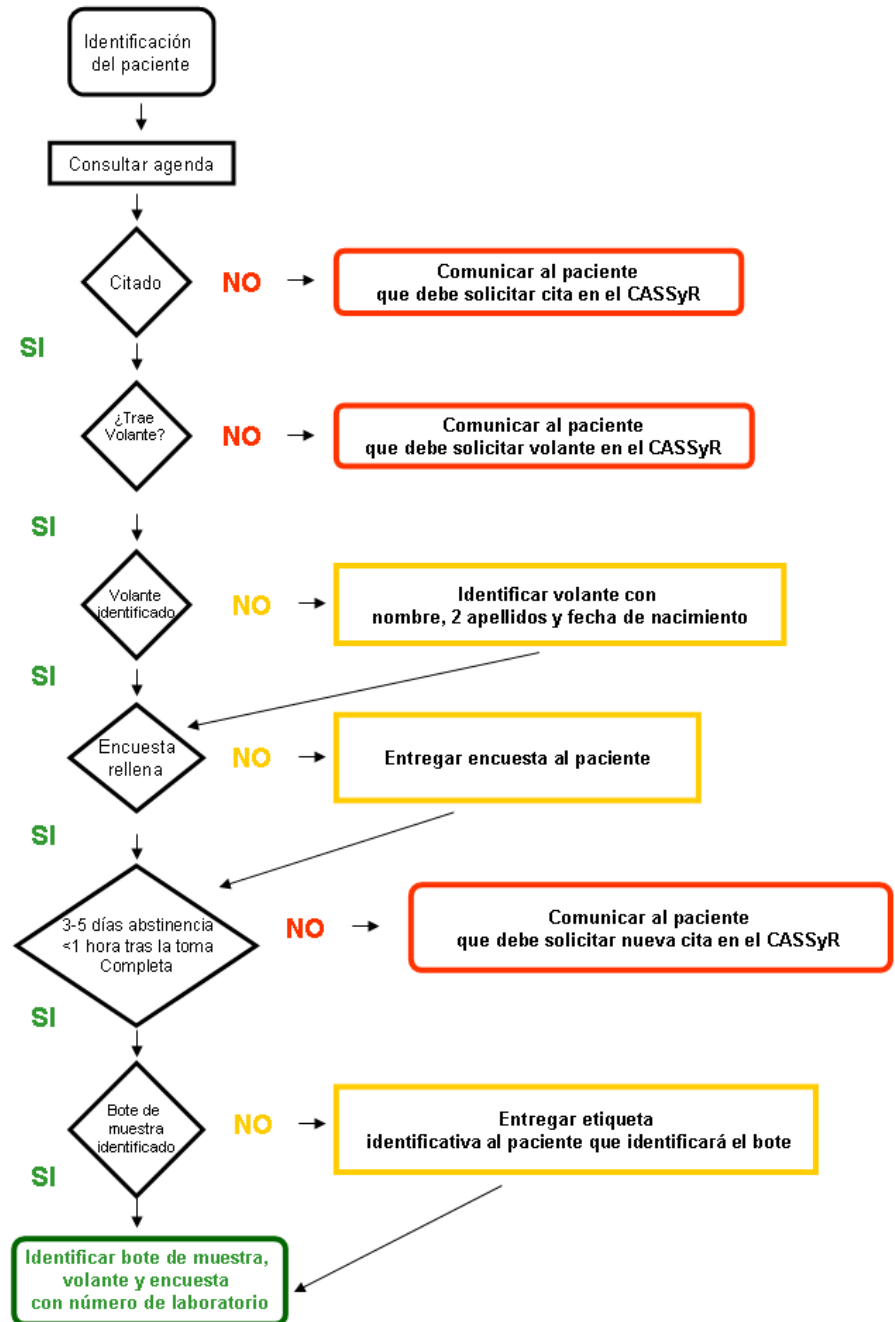 Identificación
del paciente
Consultar agenda
Citado
NO
Comunicar al paciente
que debe solicitar cita en el CASSyR
SI
¿Trae
Volante?
NO
Comunicar al paciente
que debe solicitar volante en el CASSyR
SI
Volante
identificado
NO
Identificar volante con
nombre, 2 apellidos y fecha de nacimiento
SI
Encuesta
rellena
NO
Entregar encuesta al paciente
SI
3-5 días abstinencia
<1 hora tras la toma
Completa
NO
Comunicar al paciente
que debe solicitar nueva cita en el CASSyR
SI
Bote de
muestra
identificado
NO
Entregar etiqueta
identificativa al paciente que identificará el bote
SI
Identificar bote de muestra,
volante y encuesta
con número de laboratorio